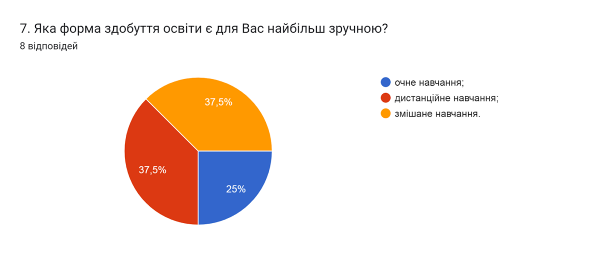 7. Яка форма здобуття освіти є для Вас найбільш зручною?
8 відповідей
37,5%
37,5%
25%
очне навчання;
дистанційне навчання;
змішане навчання.